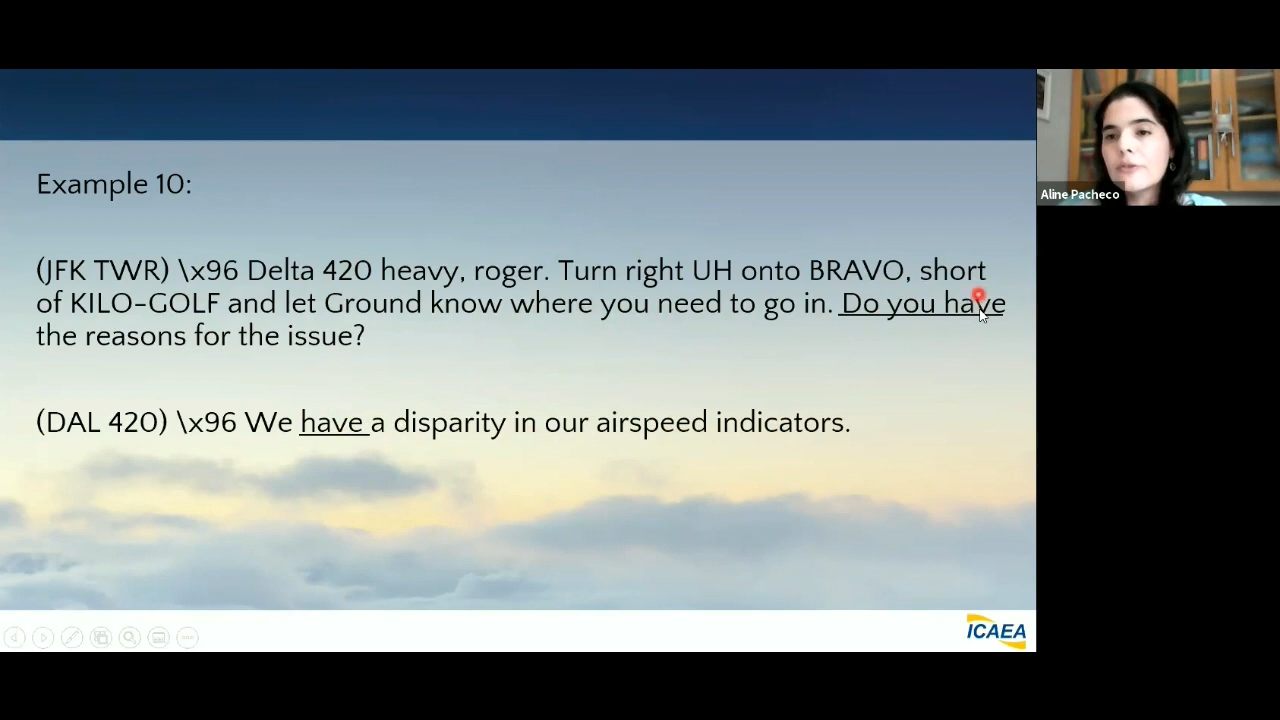 Example 10:
(JFK TWR) \x96 Delta 420 heavy, roger. Turn right UH onto BRAVO, short
of KILO-GOLF and let Ground know where you need to go in. Do you have
the reasons for the issue?
(DAL 420) \x96 We have a disparity in our airspeed indicators.
ICAEA
Aline Pacheco